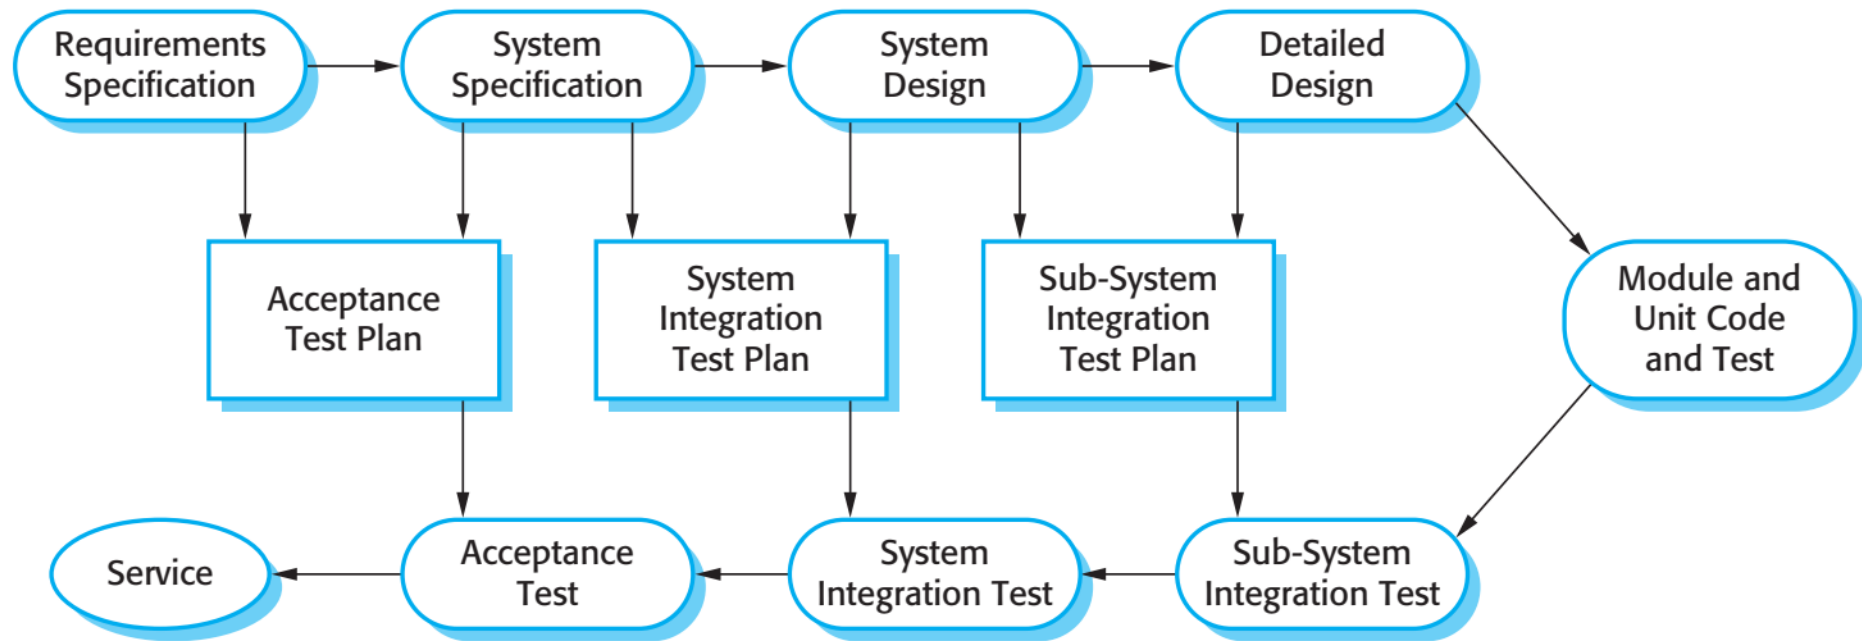 Requirements
Specification
System
Specification
System
Design
Detailed
Design
Acceptance
Test Plan
System
Integration
Test Plan
Sub-System
Integration
Test Plan
Module and
Unit Code
and Test
Service
Acceptance
Test
System
Integration Test
Sub-System
Integration Test